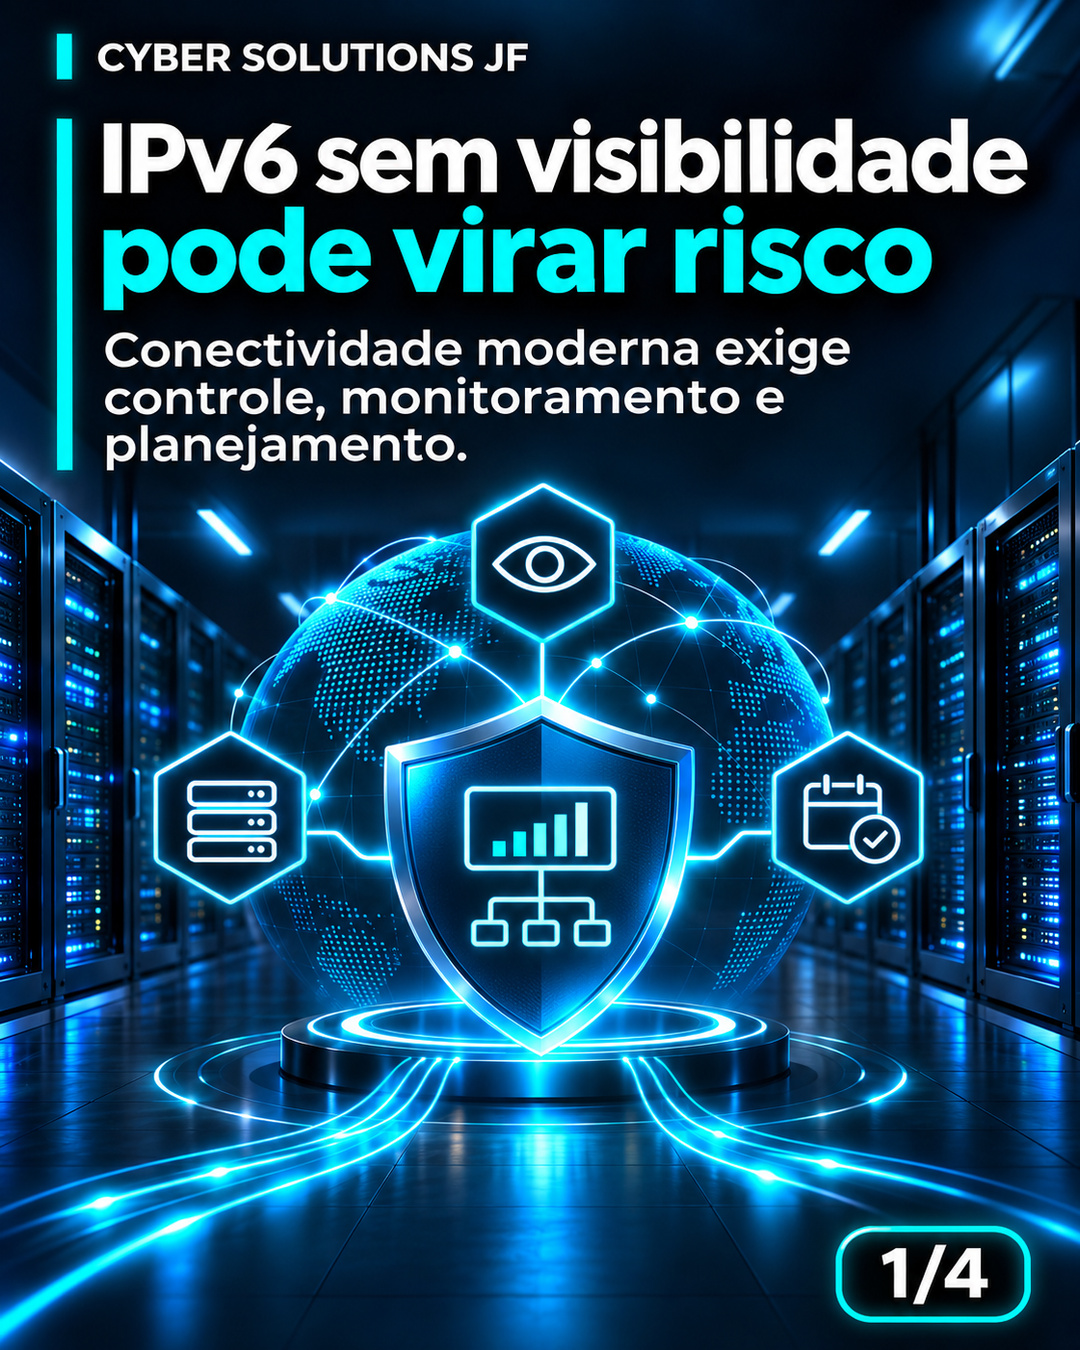 CYBER SOLUTIONS JF
IPv6 sem visibilidade
pode virar risco
Conectividade moderna exige
controle, monitoramento e
planejamento.
1/4